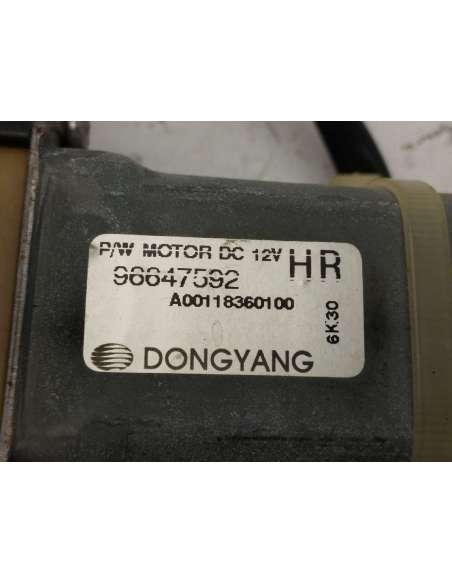 P/W MOTOR DC 12V HR
96647592
A00118360100
6K30
DONGYANG